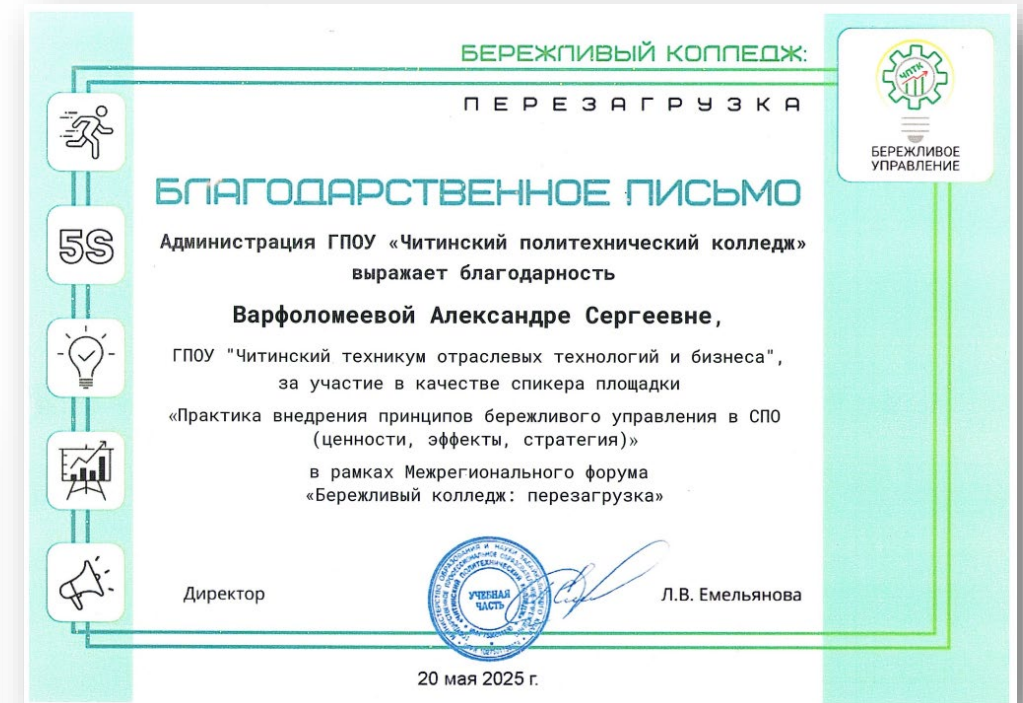 БЕРЕЖЛИВЫЙ КОЛЛЕДЖ:
ПЕРЕЗАГРУЗКА
ЧПТК
БЕРЕЖЛИВОЕ
УПРАВЛЕНИЕ
5S
БЛАГОДАРСТВЕННОЕ ПИСЬМО
Администрация ГПОУ «Читинский политехнический колледж»
выражает благодарность
Варфоломеевой Александре Сергеевне,
ГПОУ "Читинский техникум отраслевых технологий и бизнеса",
за участие в качестве спикера площадки
«Практика внедрения принципов бережливого управления в СПО
(ценности, эффекты, стратегия)»
в рамках Межрегионального форума
«Бережливый колледж: перезагрузка»
Директор
УЧЕБНАЯ
ЧАСТЬ
Л.В. Емельянова
20 мая 2025 г.